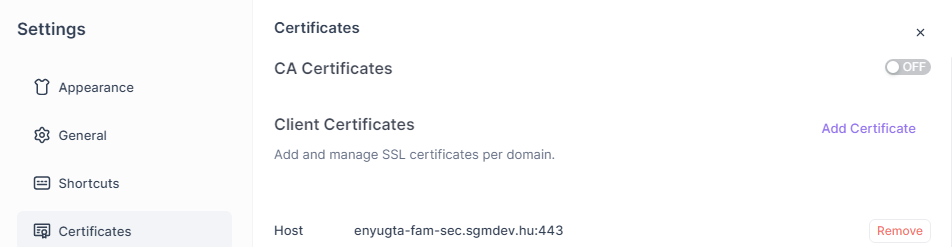 Settings
Appearance
General
Shortcuts
Certificates
Certificates
×
CA Certificates
OFF
Client Certificates
Add Certificate
Add and manage SSL certificates per domain.
Host enyugta-fam-sec.sgmdev.hu:443
Remove